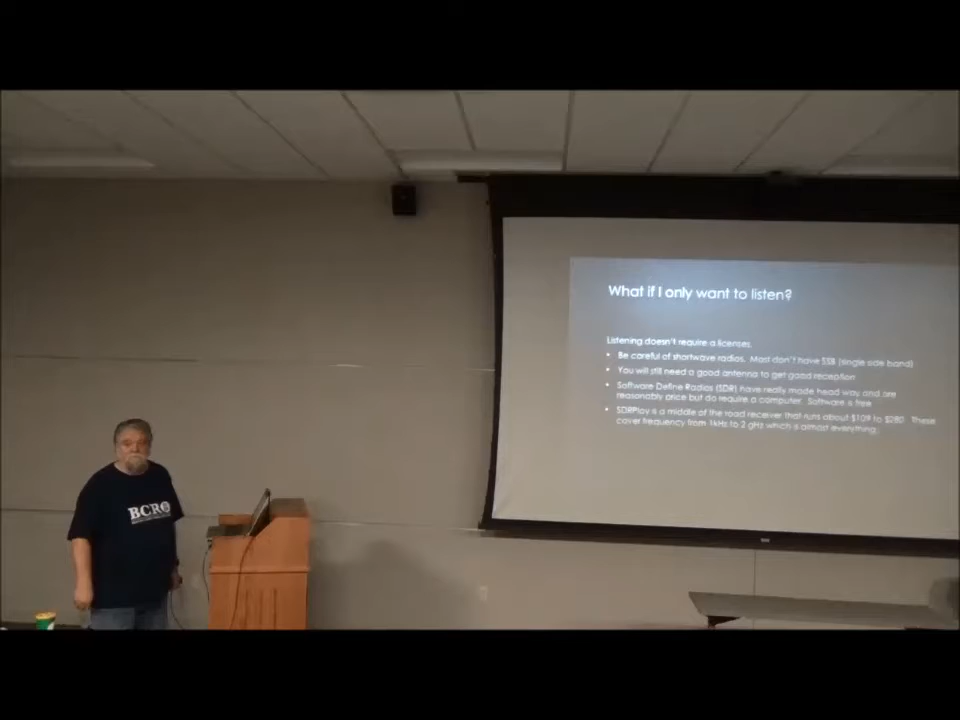 What if I only want to listen?
Listening doesn't require a licenses.
• Be careful of shortwave radios. Most don't have SSB (single side band)
• You will still need a good antenna to get good reception
• Software Define Radios (SDR) have really made head way and are
reasonably price but do require a computer. Software is free
• SDRPlay is a middle of the road receiver that runs about $109 to $280 These
cover frequency from 1kHs to 2 gHz which is almost everything.
BCRO